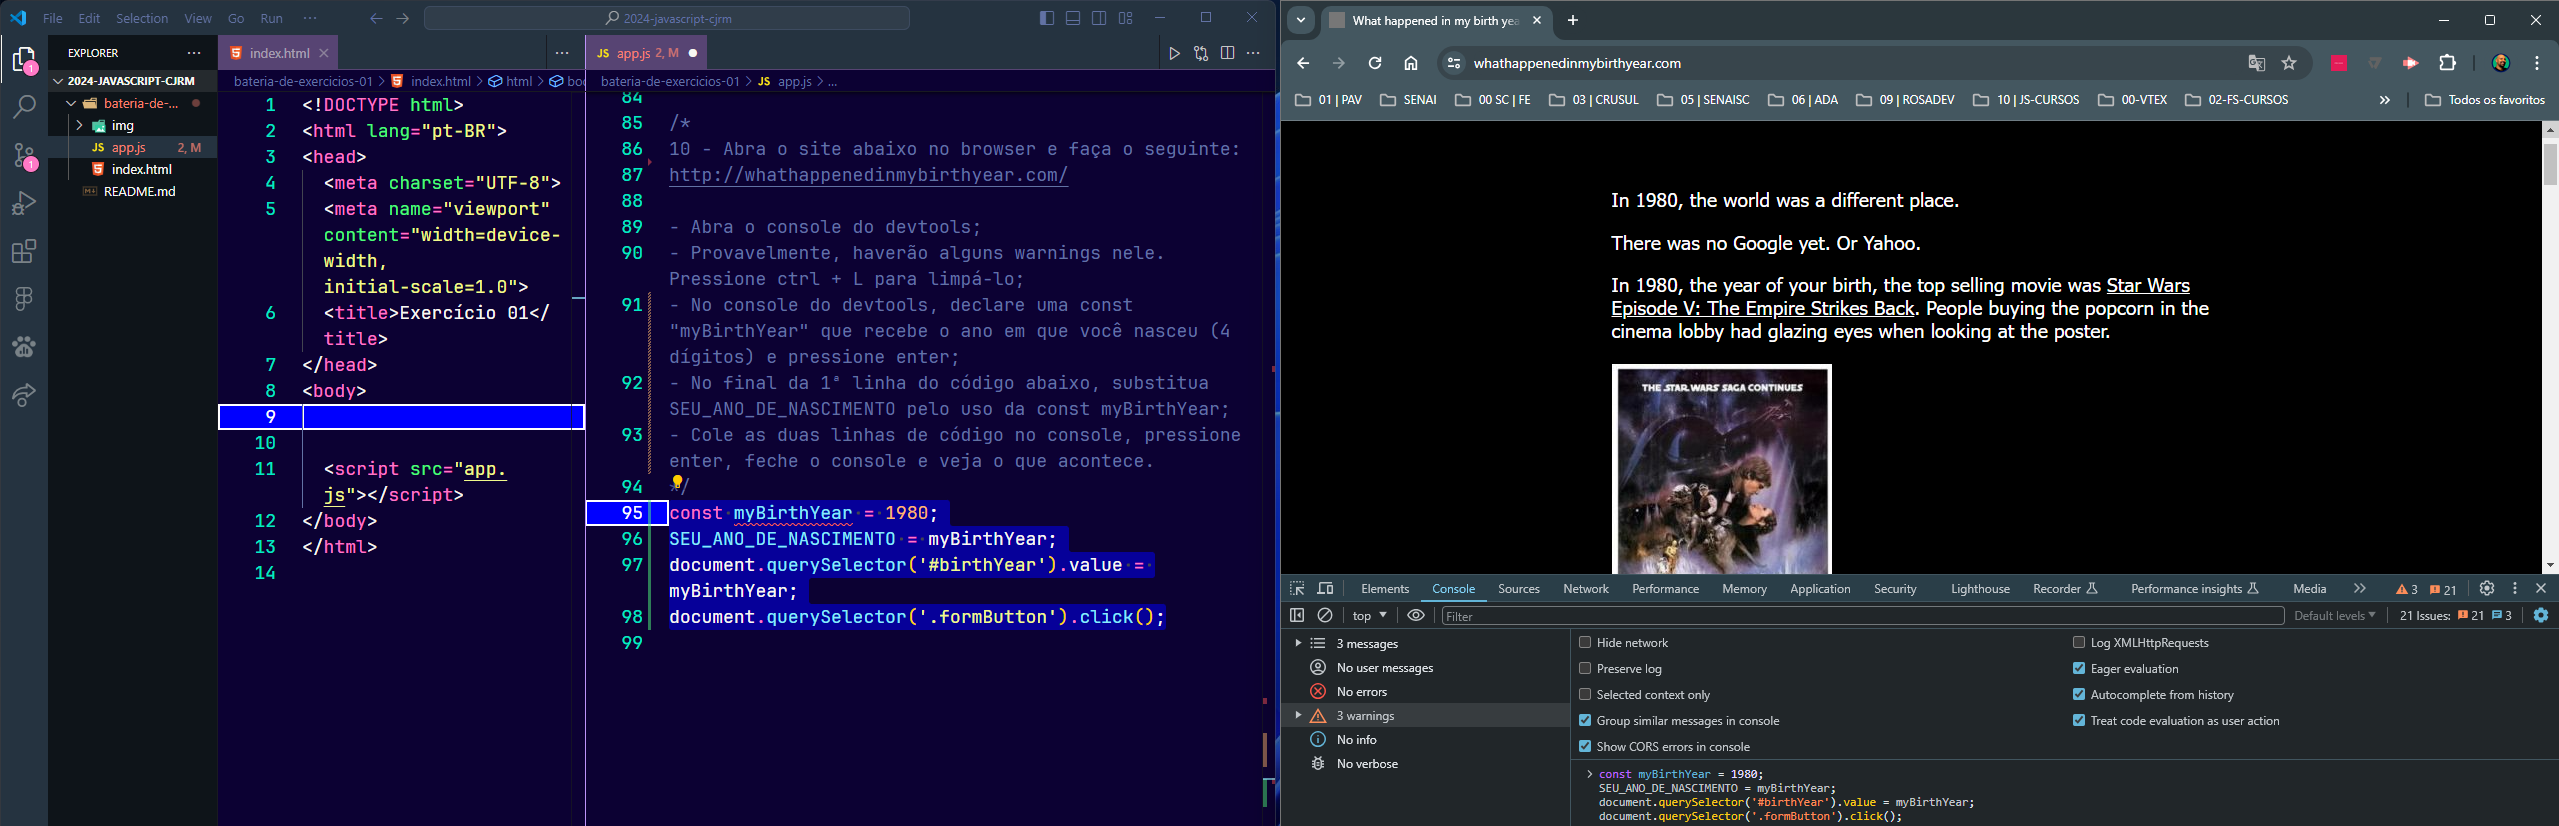 File Edit Selection View Go Run ··· 2024-javascript-cjrm
EXPLORER ···
2024-JAVASCRIPT-CJRM
bateria-de-...
img
JS app.js 2, M
index.html
README.md
1
1
index.html ···
bateria-de-exercicios-01 > index.html > html > bod
1 <!DOCTYPE html>
2 <html lang="pt-BR">
3 <head>
4 <meta charset="UTF-8">
5 <meta name="viewport"
content="width=device-
width,
initial-scale=1.0">
6 <title>Exercício 01</
title>
7 </head>
8 <body>
9
10
11 <script src="app.
js"></script>
12 </body>
13 </html>
14
JS app.js 2, M ···
bateria-de-exercicios-01 > JS app.js > ...
84
85 /*
86 10 - Abra o site abaixo no browser e faça o seguinte:
87 http://whathappenedinmybirthyear.com/
88
89 - Abra o console do devtools;
90 - Provavelmente, haverão alguns warnings nele.
Pressione ctrl + L para limpá-lo;
91 - No console do devtools, declare uma const
"myBirthYear" que recebe o ano em que você nasceu (4
dígitos) e pressione enter;
92 - No final da 1ª linha do código abaixo, substitua
SEU_ANO_DE_NASCIMENTO pelo uso da const myBirthYear;
93 - Cole as duas linhas de código no console, pressione
enter, feche o console e veja o que acontece.
94 */
95 const myBirthYear = 1980;
96 SEU_ANO_DE_NASCIMENTO = myBirthYear;
97 document.querySelector('#birthYear').value =
myBirthYear;
98 document.querySelector('.formButton').click();
99
What happened in my birth yea
whathappenedinmybirthyear.com
01 | PAV SENAI 00 SC | FE 03 | CRUSUL 05 | SENAISC 06 | ADA 09 | ROSADEV 10 | JS-CURSOS 00-VTEX 02-FS-CURSOS » Todos os favoritos
In 1980, the world was a different place.
There was no Google yet. Or Yahoo.
In 1980, the year of your birth, the top selling movie was Star Wars
Episode V: The Empire Strikes Back. People buying the popcorn in the
cinema lobby had glazing eyes when looking at the poster.
THE STAR WARS SAGA CONTINUES
Elements Console Sources Network Performance Memory Application Security Lighthouse Recorder Performance insights Media » 3 21
top Filter Default levels 21 Issues: 21 3
3 messages
No user messages
No errors
3 warnings
No info
No verbose
Hide network
Preserve log
Selected context only
Group similar messages in console
Show CORS errors in console
Log XMLHttpRequests
Eager evaluation
Autocomplete from history
Treat code evaluation as user action
> const myBirthYear = 1980;
SEU_ANO_DE_NASCIMENTO = myBirthYear;
document.querySelector('#birthYear').value = myBirthYear;
document.querySelector('.formButton').click();